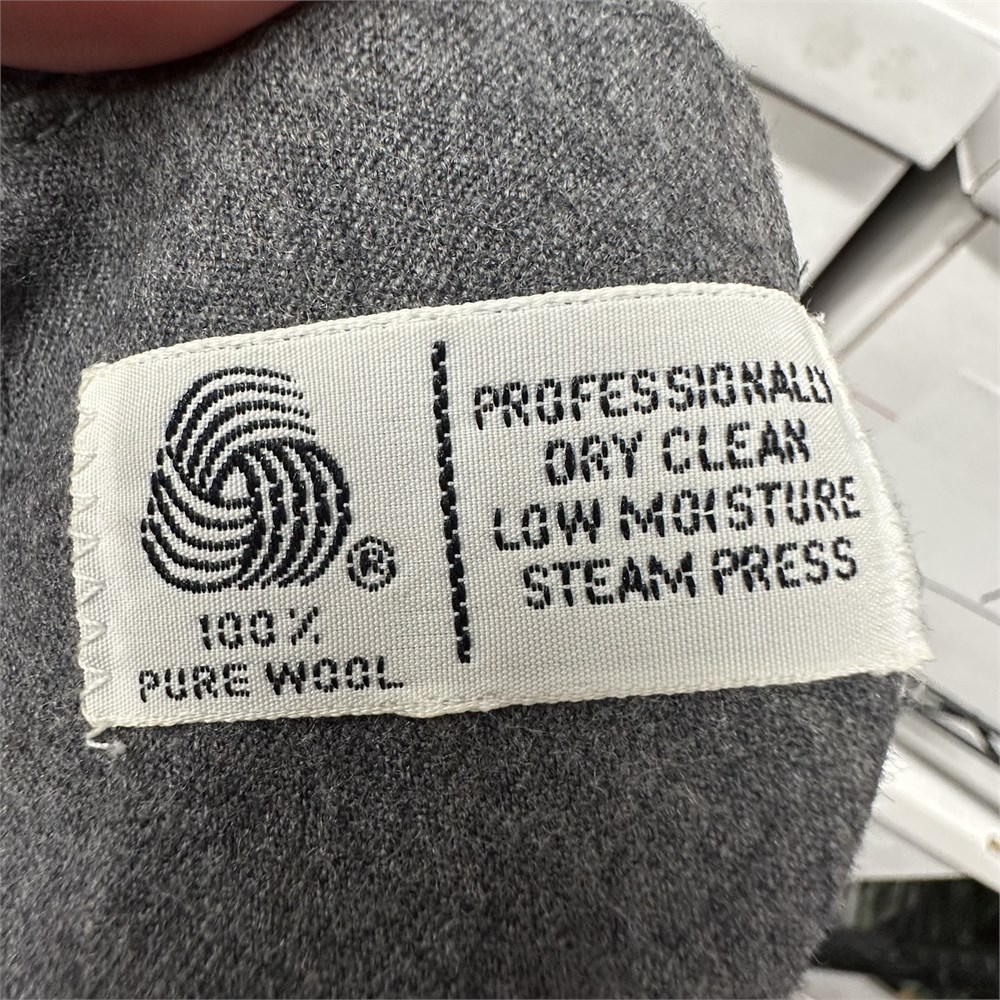 ®
100%
PURE WOOL
PROFESSIONALLY
DRY CLEAN
LOW MOISTURE
STEAM PRESS